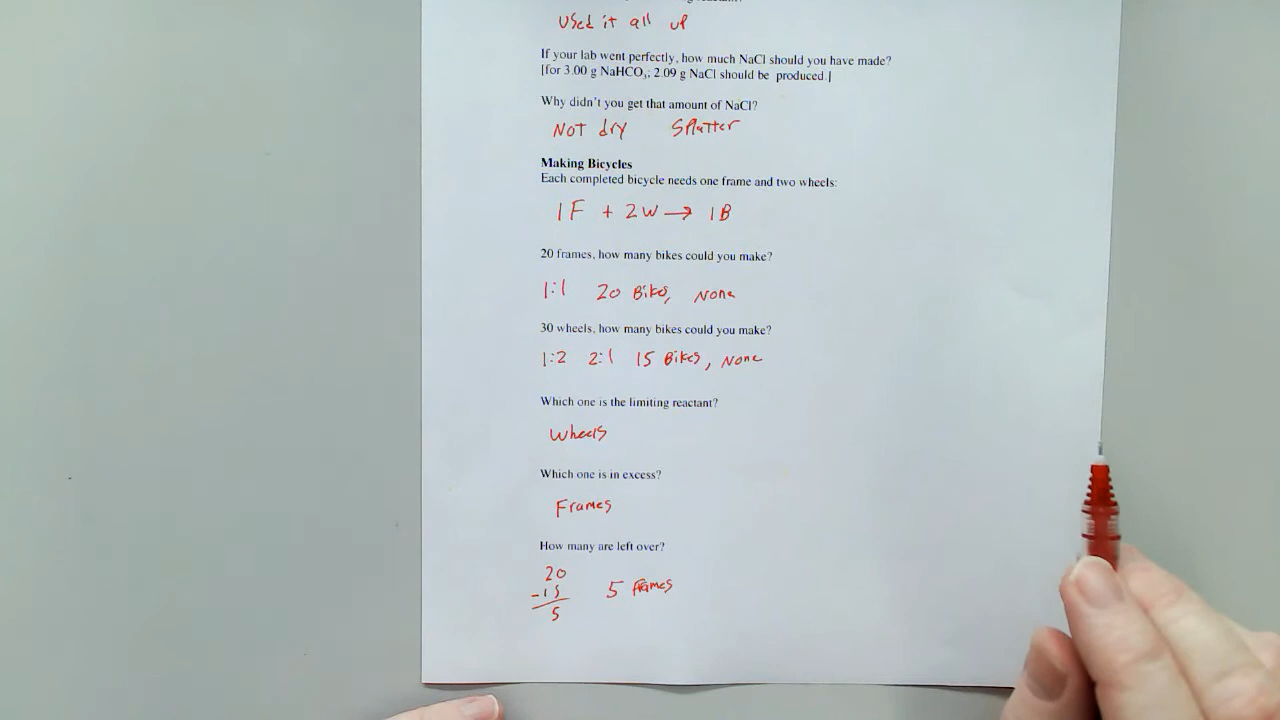 Used it all up
If your lab went perfectly, how much NaCl should you have made?
[for 3.00 g NaHCO₃; 2.09 g NaCl should be produced.]
Why didn't you get that amount of NaCl?
Not dry Splatter
Making Bicycles
Each completed bicycle needs one frame and two wheels:
1F + 2W → 1B
20 frames, how many bikes could you make?
1:1 20 Bikes, None
30 wheels, how many bikes could you make?
1:2 2:1 15 Bikes, None
Which one is the limiting reactant?
Wheels
Which one is in excess?
Frames
How many are left over?
20
-15 5 Frames
5